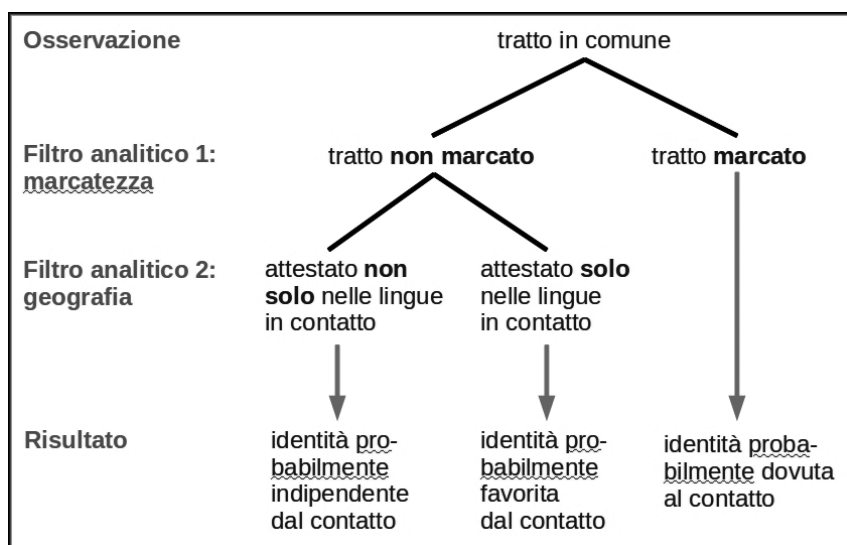 Osservazione
tratto in comune
Filtro analitico 1:
marcatezza
tratto non marcato
tratto marcato
Filtro analitico 2:
geografia
attestato non
solo nelle lingue
in contatto
attestato solo
nelle lingue
in contatto
Risultato
identità pro-
babilmente
indipendente
dal contatto
identità pro-
babilmente
favorita
dal contatto
identità proba-
bilmente dovuta
al contatto